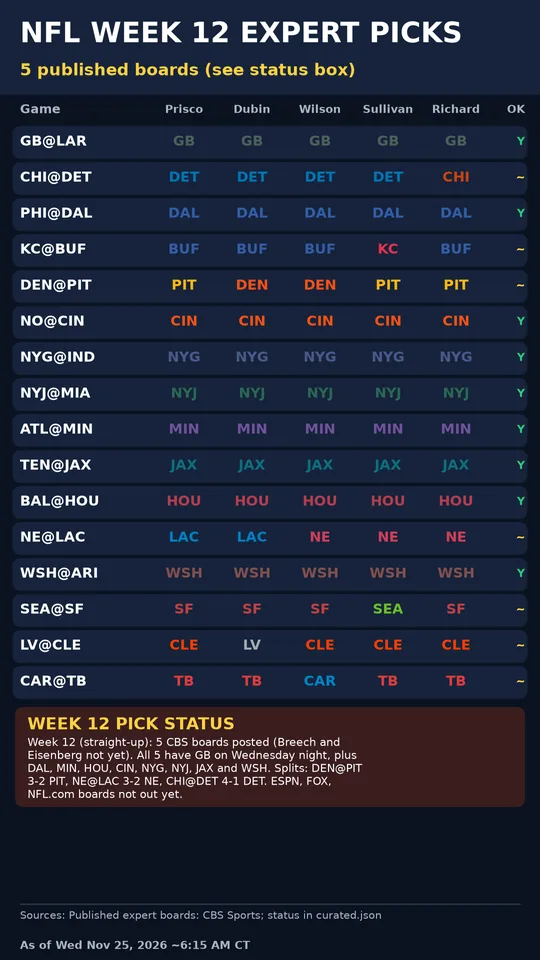 NFL WEEK 12 EXPERT PICKS
5 published boards (see status box)
Game Prisco Dubin Wilson Sullivan Richard OK
GB@LAR GB GB GB GB GB Y
CHI@DET DET DET DET DET CHI ~
PHI@DAL DAL DAL DAL DAL DAL Y
KC@BUF BUF BUF BUF KC BUF ~
DEN@PIT PIT DEN DEN PIT PIT ~
NO@CIN CIN CIN CIN CIN CIN Y
NYG@IND NYG NYG NYG NYG NYG Y
NYJ@MIA NYJ NYJ NYJ NYJ NYJ Y
ATL@MIN MIN MIN MIN MIN MIN Y
TEN@JAX JAX JAX JAX JAX JAX Y
BAL@HOU HOU HOU HOU HOU HOU Y
NE@LAC LAC LAC NE NE NE ~
WSH@ARI WSH WSH WSH WSH WSH Y
SEA@SF SF SF SF SEA SF ~
LV@CLE CLE LV CLE CLE CLE ~
CAR@TB TB TB CAR TB TB ~
WEEK 12 PICK STATUS
Week 12 (straight-up): 5 CBS boards posted (Breech and
Eisenberg not yet). All 5 have GB on Wednesday night, plus
DAL, MIN, HOU, CIN, NYG, NYJ, JAX and WSH. Splits: DEN@PIT
3-2 PIT, NE@LAC 3-2 NE, CHI@DET 4-1 DET. ESPN, FOX,
NFL.com boards not out yet.
Sources: Published expert boards: CBS Sports; status in curated.json
As of Wed Nov 25, 2026 ~6:15 AM CT